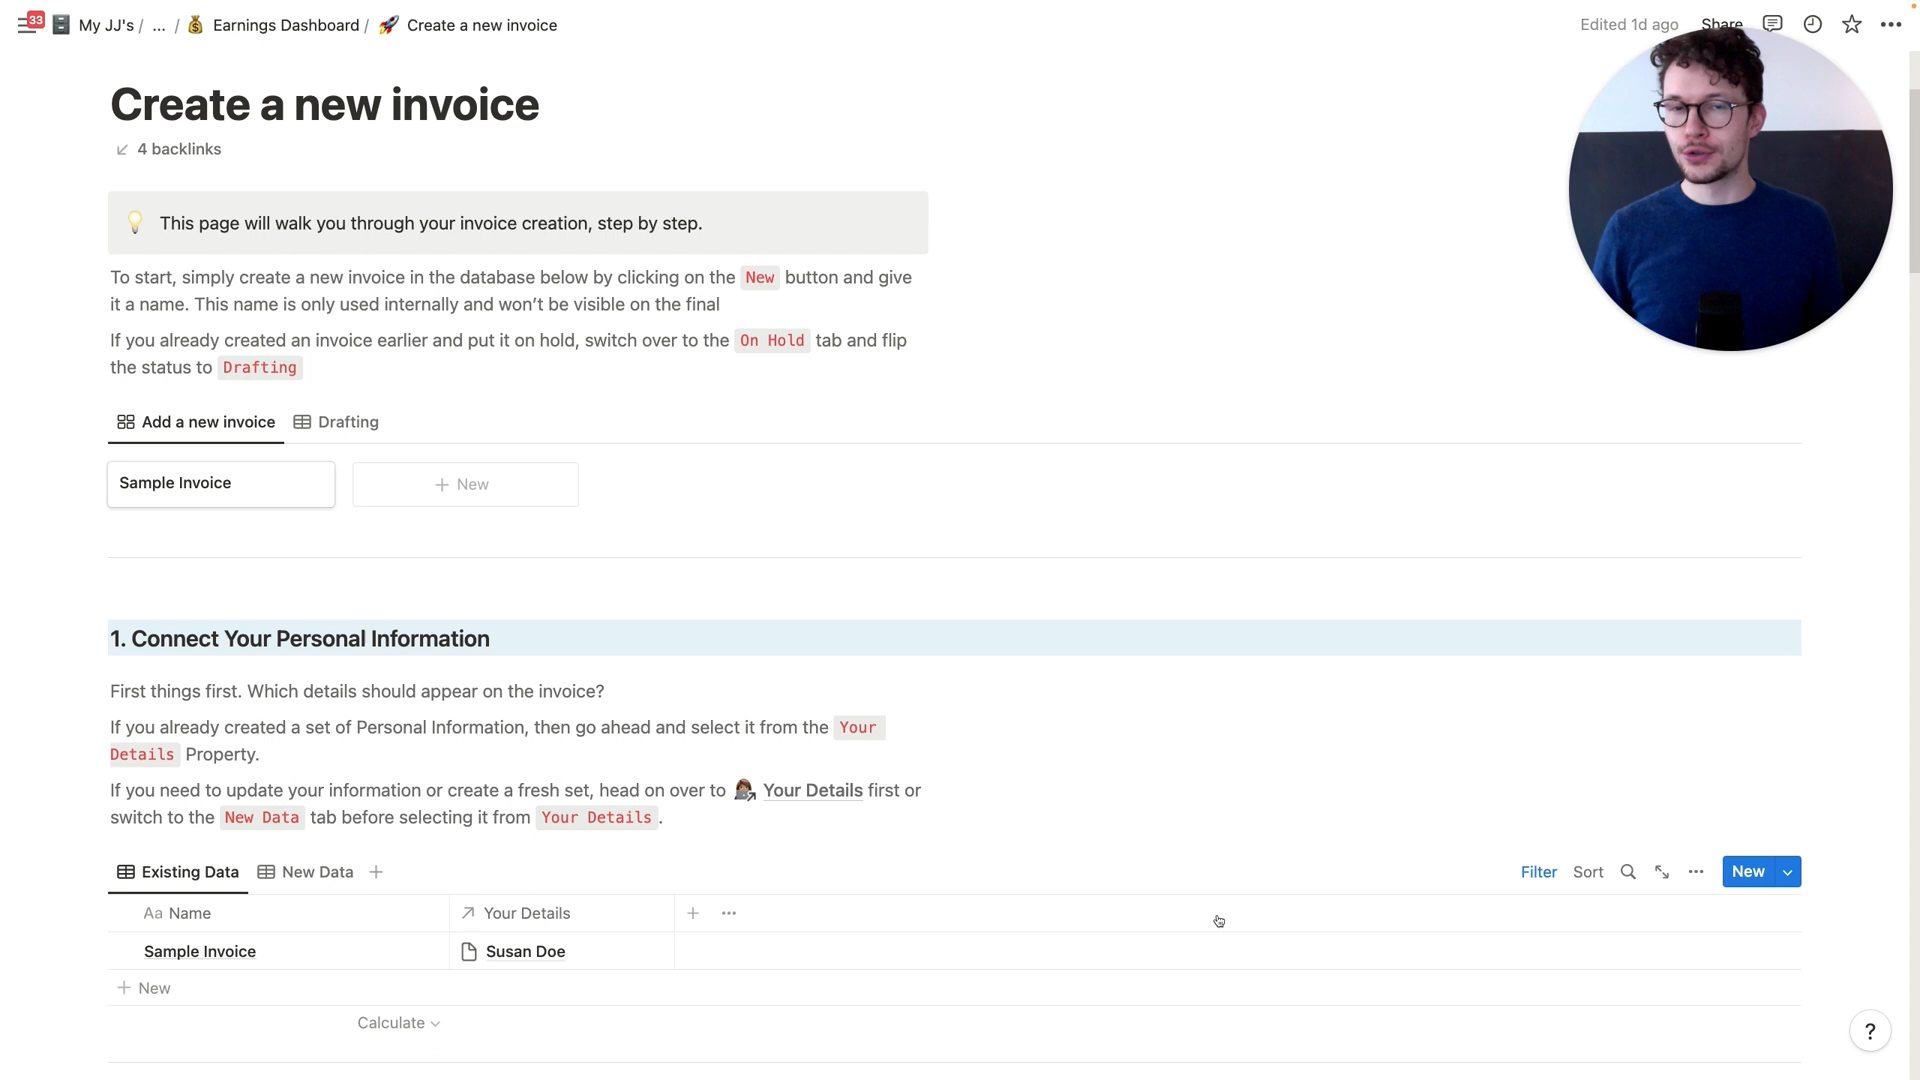 33 My JJ's / ... / Earnings Dashboard / Create a new invoice
Edited 1d ago Share
Create a new invoice
4 backlinks
This page will walk you through your invoice creation, step by step.
To start, simply create a new invoice in the database below by clicking on the New button and give
it a name. This name is only used internally and won’t be visible on the final
If you already created an invoice earlier and put it on hold, switch over to the On Hold tab and flip
the status to Drafting
Add a new invoice Drafting
Sample Invoice + New
1. Connect Your Personal Information
First things first. Which details should appear on the invoice?
If you already created a set of Personal Information, then go ahead and select it from the Your
Details Property.
If you need to update your information or create a fresh set, head on over to Your Details first or
switch to the New Data tab before selecting it from Your Details .
Existing Data New Data +
Filter Sort New
Aa Name Your Details
Sample Invoice Susan Doe
+ New
Calculate
?